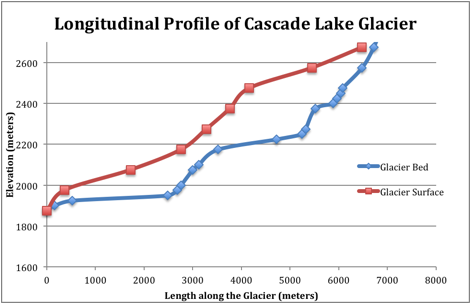 Longitudinal Profile of Cascade Lake Glacier
Elevation (meters)
2600
2400
2200
2000
1800
1600
Glacier Bed
Glacier Surface
0 1000 2000 3000 4000 5000 6000 7000 8000
Length along the Glacier (meters)